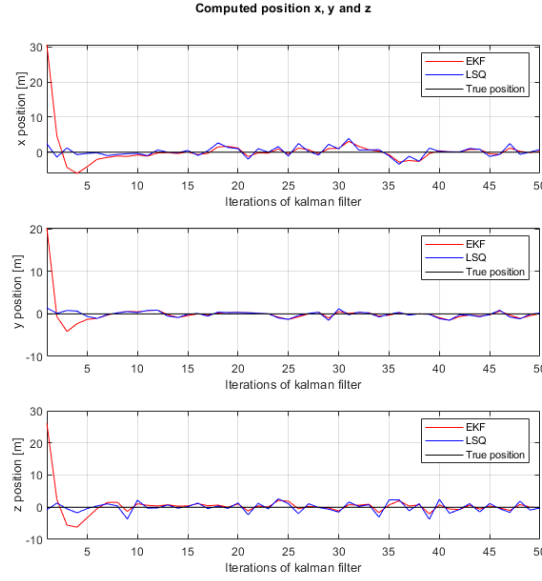 Computed position x, y and z
30
20
10
0
x position [m]
EKF
LSQ
True position
5 10 15 20 25 30 35 40 45 50
Iterations of kalman filter
20
10
0
-10
y position [m]
EKF
LSQ
True position
5 10 15 20 25 30 35 40 45 50
Iterations of kalman filter
30
20
10
0
-10
z position [m]
EKF
LSQ
True position
5 10 15 20 25 30 35 40 45 50
Iterations of kalman filter